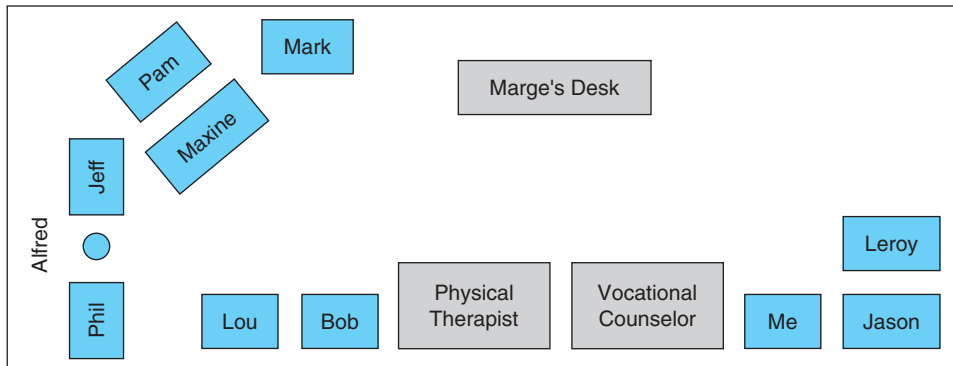 Mark
Pam
Marge's Desk
Maxine
Jeff
Alfred
Leroy
Phil
Lou
Bob
Physical
Therapist
Vocational
Counselor
Me
Jason